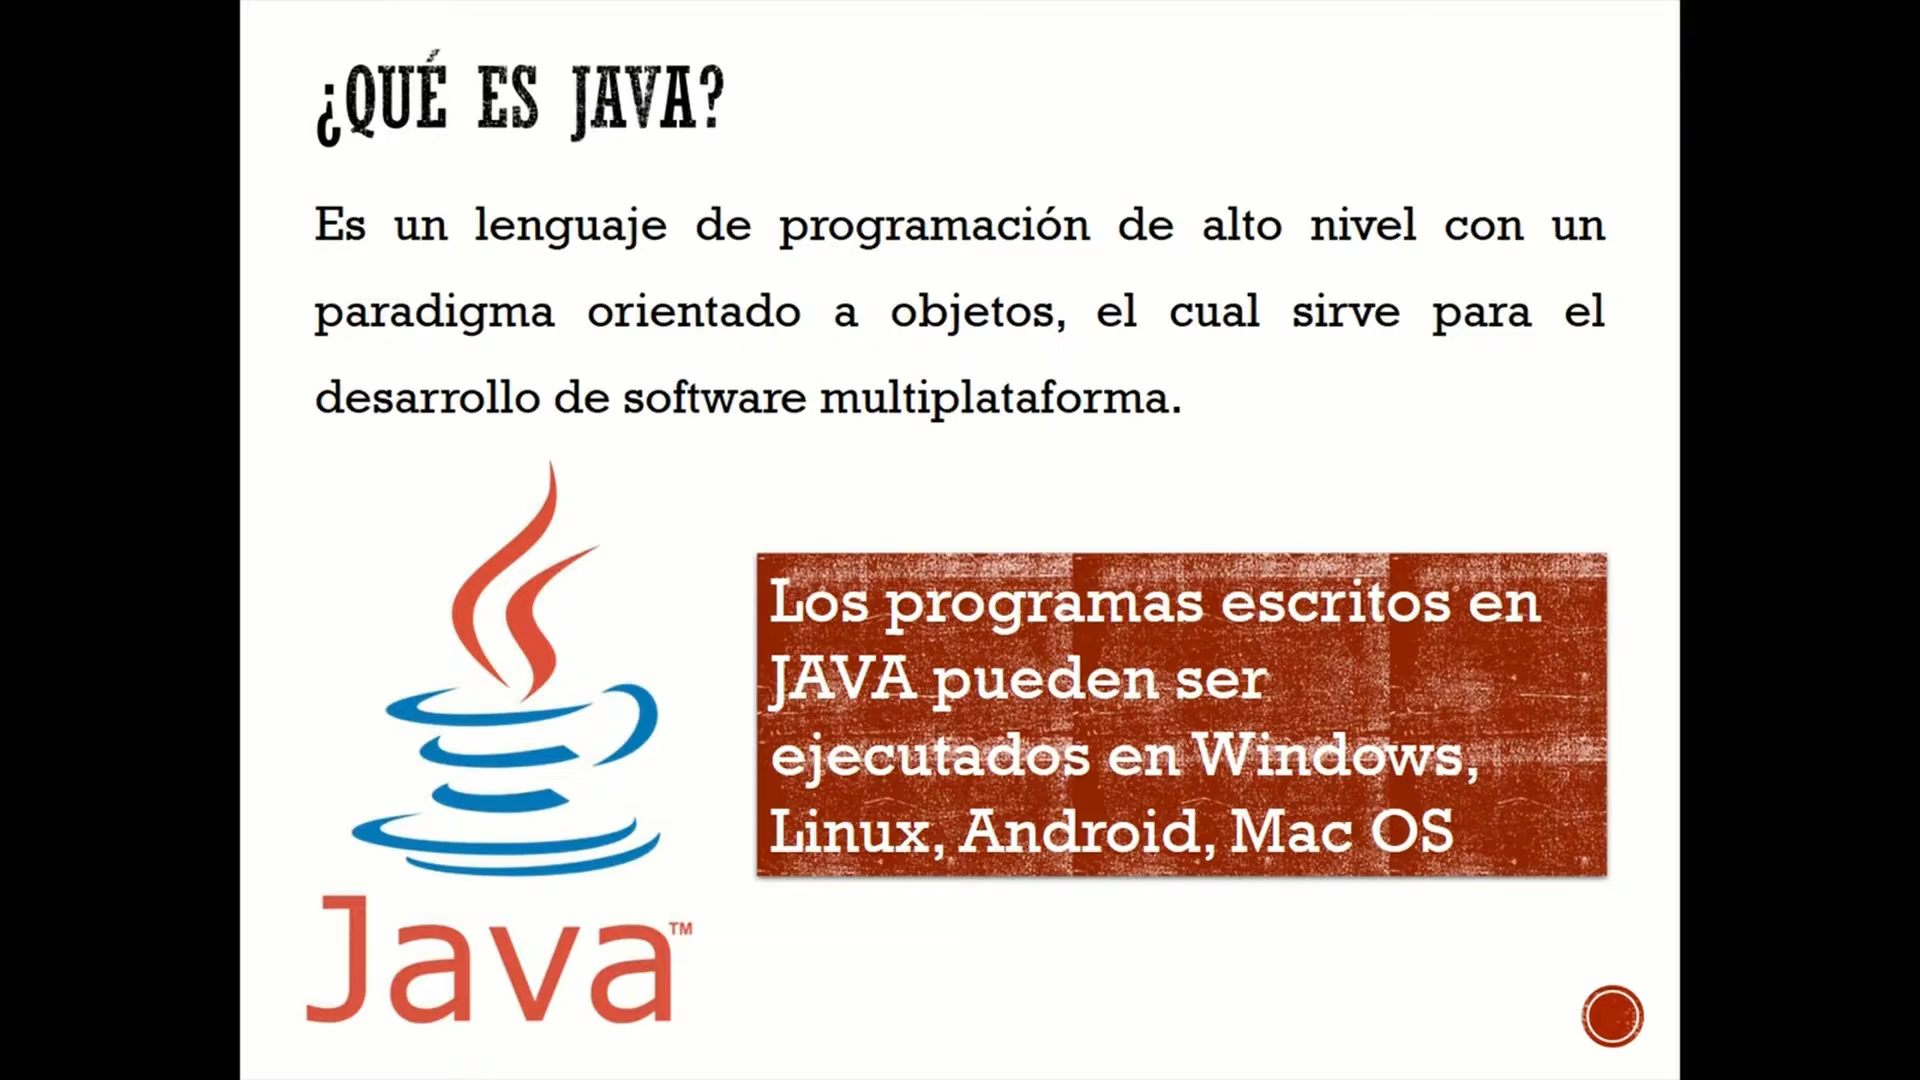 ¿QUÉ ES JAVA?
Es un lenguaje de programación de alto nivel con un
paradigma orientado a objetos, el cual sirve para el
desarrollo de software multiplataforma.
Los programas escritos en
JAVA pueden ser
ejecutados en Windows,
Linux, Android, Mac OS
Java™